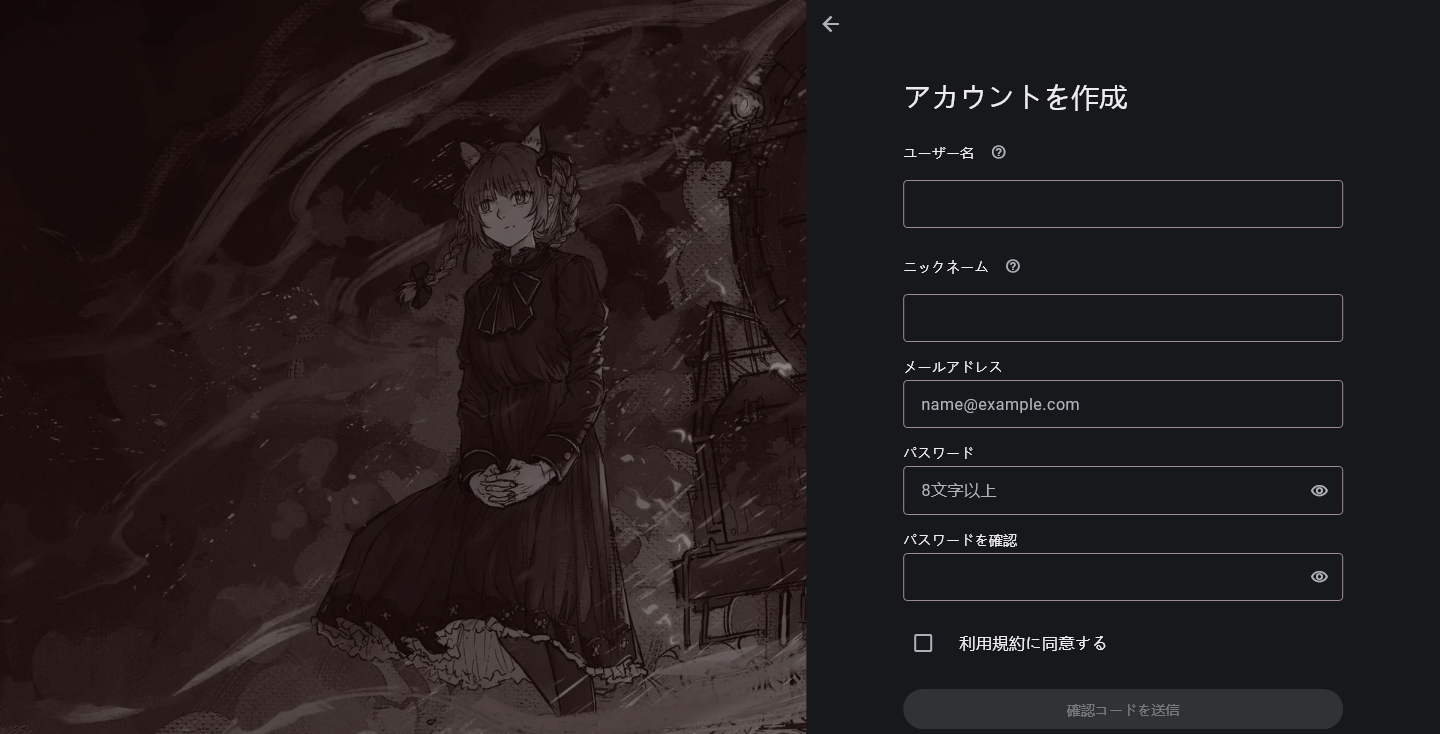 アカウントを作成
ユーザー名
ニックネーム
メールアドレス
name@example.com
パスワード
8文字以上
パスワードを確認
利用規約に同意する
確認コードを送信